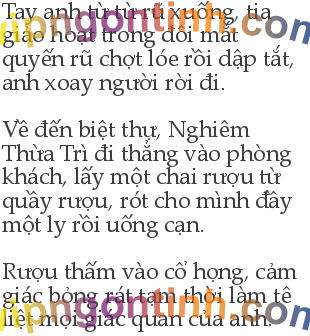 Tay anh từ từ rũ xuống, tia
giảo hoạt trong đôi mắt
quyến rũ chợt lóe rồi dập tắt,
anh xoay người rời đi.
Về đến biệt thự, Nghiêm
Thừa Trì đi thẳng vào phòng
khách, lấy một chai rượu từ
quầy rượu, rót cho mình đầy
một ly rồi uống cạn.
Rượu thấm vào cổ họng, cảm
giác bỏng rát tạm thời làm tê
liệt mọi giác quan của anh.